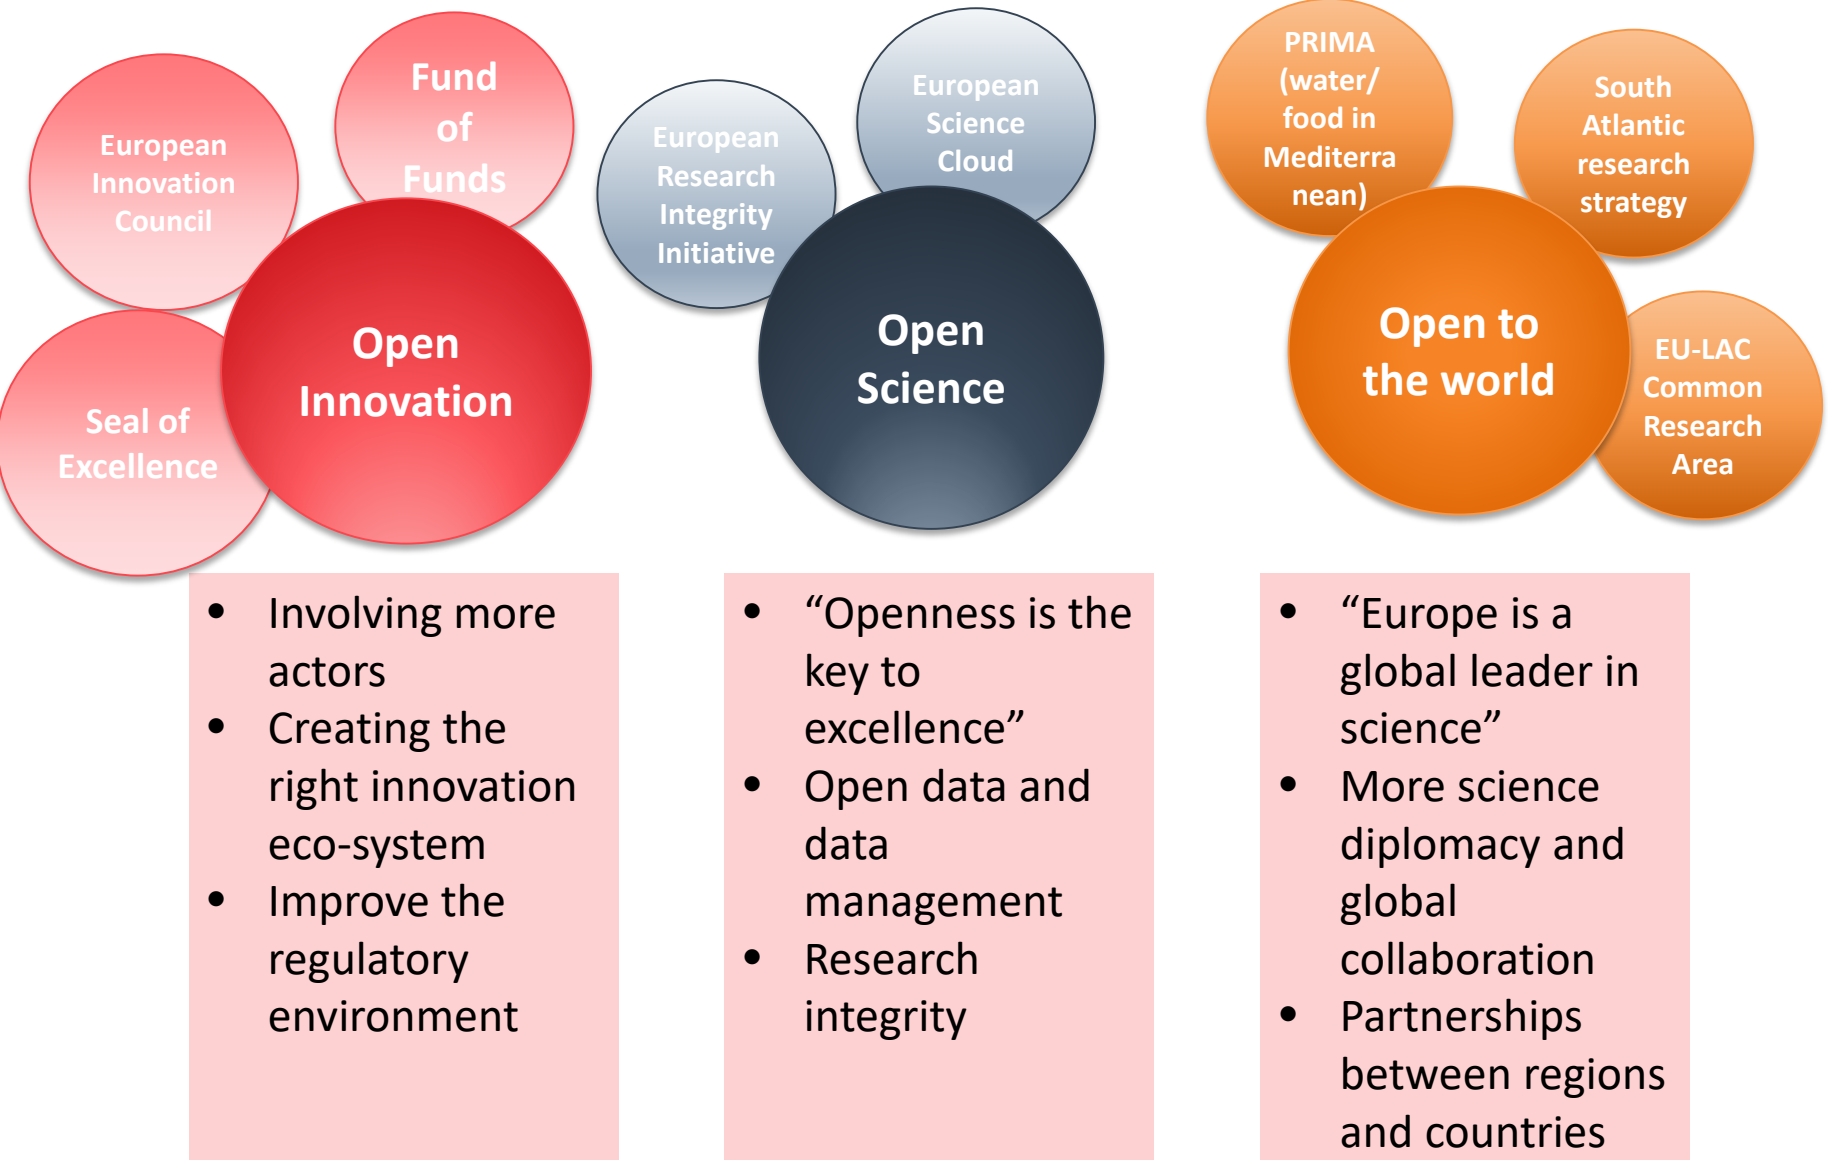 European
Innovation
Council
Fund
of
Funds
Seal of
Excellence
Open
Innovation
European
Research
Integrity
Initiative
European
Science
Cloud
Open
Science
PRIMA
(water/
food in
Mediterra
nean)
South
Atlantic
research
strategy
EU-LAC
Common
Research
Area
Open to
the world
• Involving more
actors
• Creating the
right innovation
eco-system
• Improve the
regulatory
environment
• “Openness is the
key to
excellence”
• Open data and
data
management
• Research
integrity
• “Europe is a
global leader in
science”
• More science
diplomacy and
global
collaboration
• Partnerships
between regions
and countries